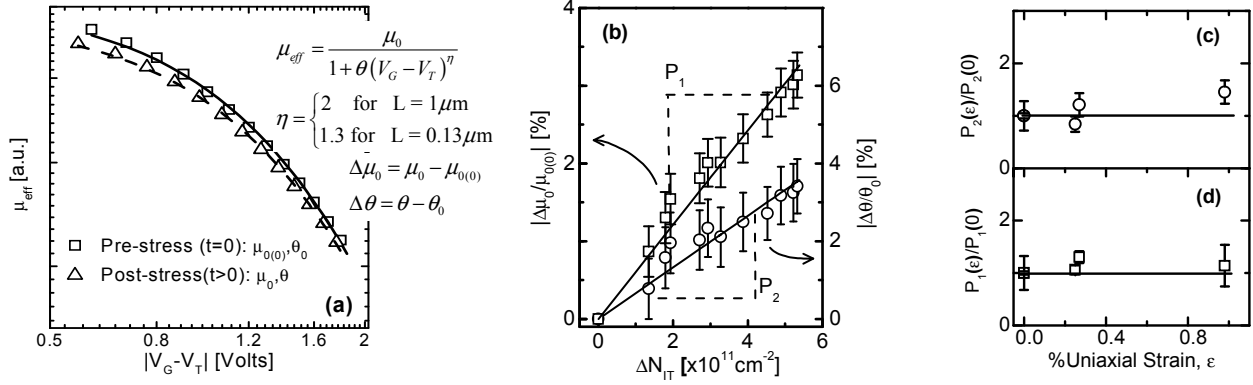 μeff = μ0 / 1+θ(VG −VT)^η
η = {2 for L = 1μm
1.3 for L = 0.13μm
Δμ̄0 = μ0 − μ0(0)
Δθ = θ − θ0
Pre-stress (t=0): μ0(0),θ0
Post-stress(t>0): μ0, θ
(a)
μeff [a.u.]
0.5 0.8 1.2 1.6 2
|VG-VT| [Volts]
(b)
P1
P2
|Δμ0/μ0(0)| [%]
4
2
0
|Δθ/θ0| [%]
6
4
2
0
0 2 4 6
ΔNIT [x10^11cm^-2]
(c)
P2(ε)/P2(0)
2
1
0
(d)
P1(ε)/P1(0)
2
1
0
0.0 0.4 0.8
%Uniaxial Strain, ε